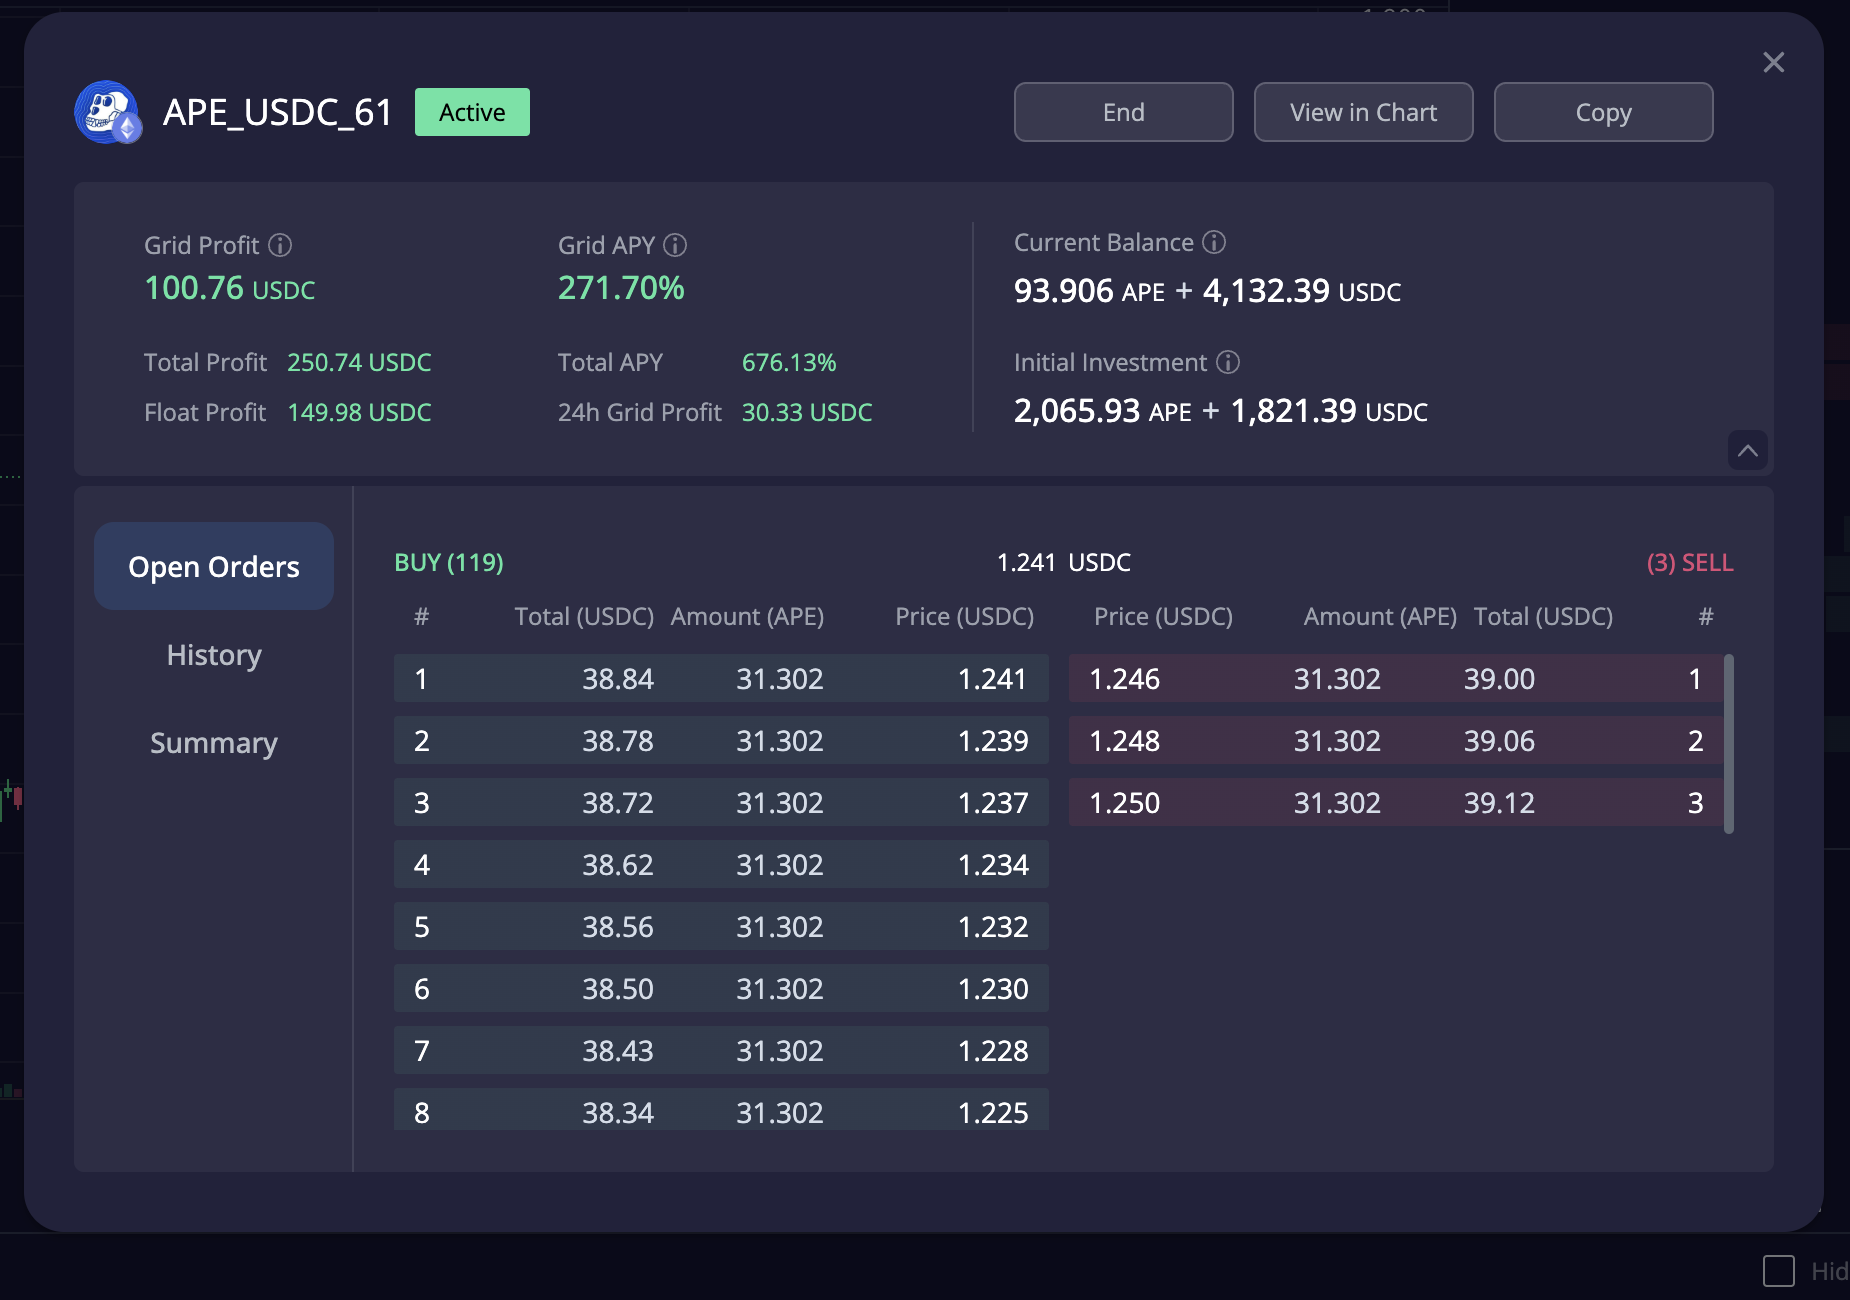 APE_USDC_61 Active End View in Chart Copy
Grid Profit Grid APY Current Balance
100.76 USDC 271.70% 93.906 APE + 4,132.39 USDC
Total Profit 250.74 USDC Total APY 676.13% Initial Investment
Float Profit 149.98 USDC 24h Grid Profit 30.33 USDC 2,065.93 APE + 1,821.39 USDC
Open Orders
History
Summary
BUY (119) 1.241 USDC (3) SELL
# Total (USDC) Amount (APE) Price (USDC) Price (USDC) Amount (APE) Total (USDC) #
1 38.84 31.302 1.241 1.246 31.302 39.00 1
2 38.78 31.302 1.239 1.248 31.302 39.06 2
3 38.72 31.302 1.237 1.250 31.302 39.12 3
4 38.62 31.302 1.234
5 38.56 31.302 1.232
6 38.50 31.302 1.230
7 38.43 31.302 1.228
8 38.34 31.302 1.225
Hid